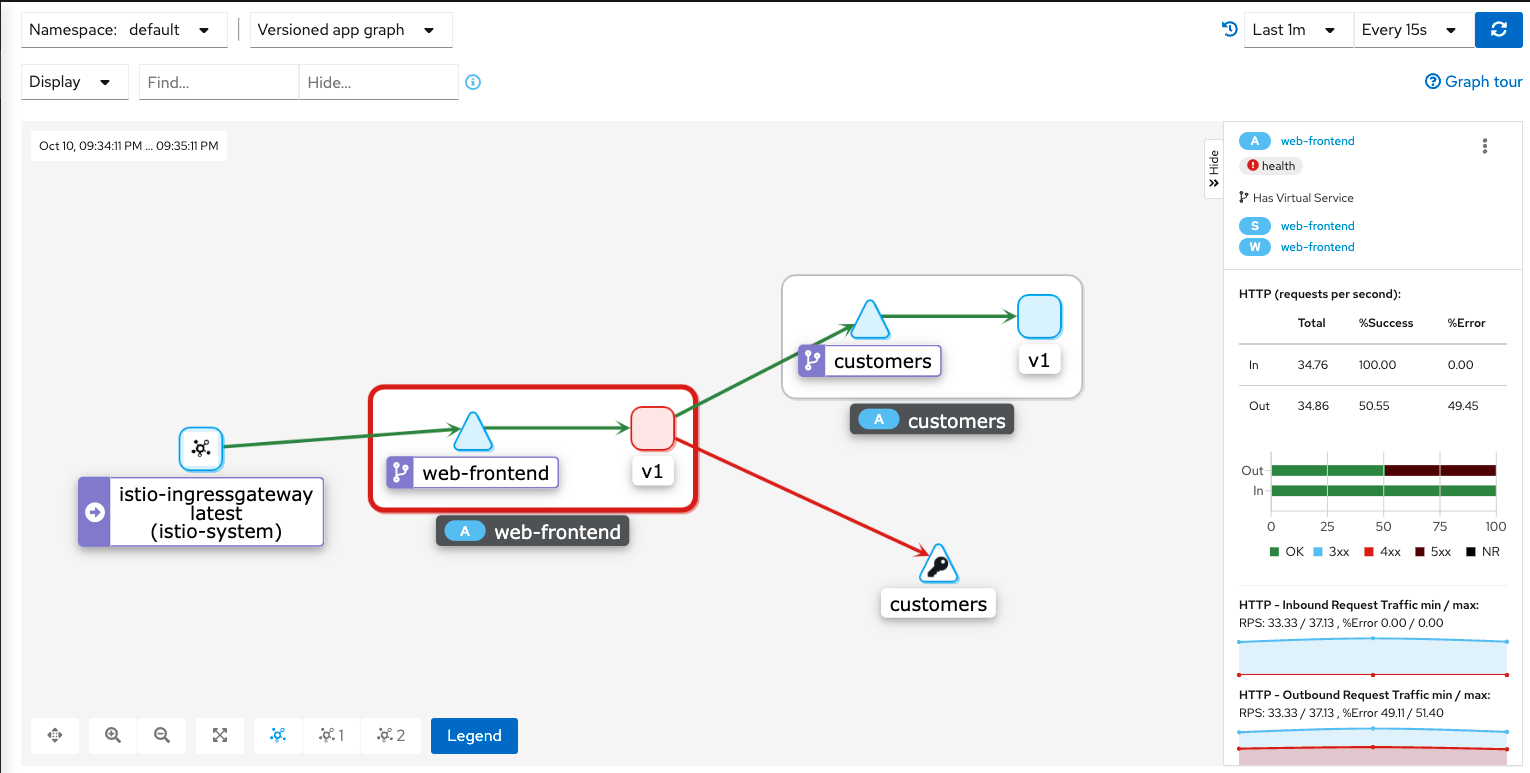 Namespace: default
Versioned app graph
Last 1m
Every 15s
Display
Find...
Hide...
Graph tour
Oct 10, 09:34:11 PM ... 09:35:11 PM
istio-ingressgateway
latest
(istio-system)
web-frontend
v1
A web-frontend
customers
v1
A customers
customers
1
2
Legend
Hide
A web-frontend
health
Has Virtual Service
S web-frontend
W web-frontend
HTTP (requests per second):
Total %Success %Error
In 34.76 100.00 0.00
Out 34.86 50.55 49.45
Out
In
0 25 50 75 100
OK 3xx 4xx 5xx NR
HTTP - Inbound Request Traffic min / max:
RPS: 33.33 / 37.13 , %Error 0.00 / 0.00
HTTP - Outbound Request Traffic min / max:
RPS: 33.33 / 37.13 , %Error 49.11 / 51.40